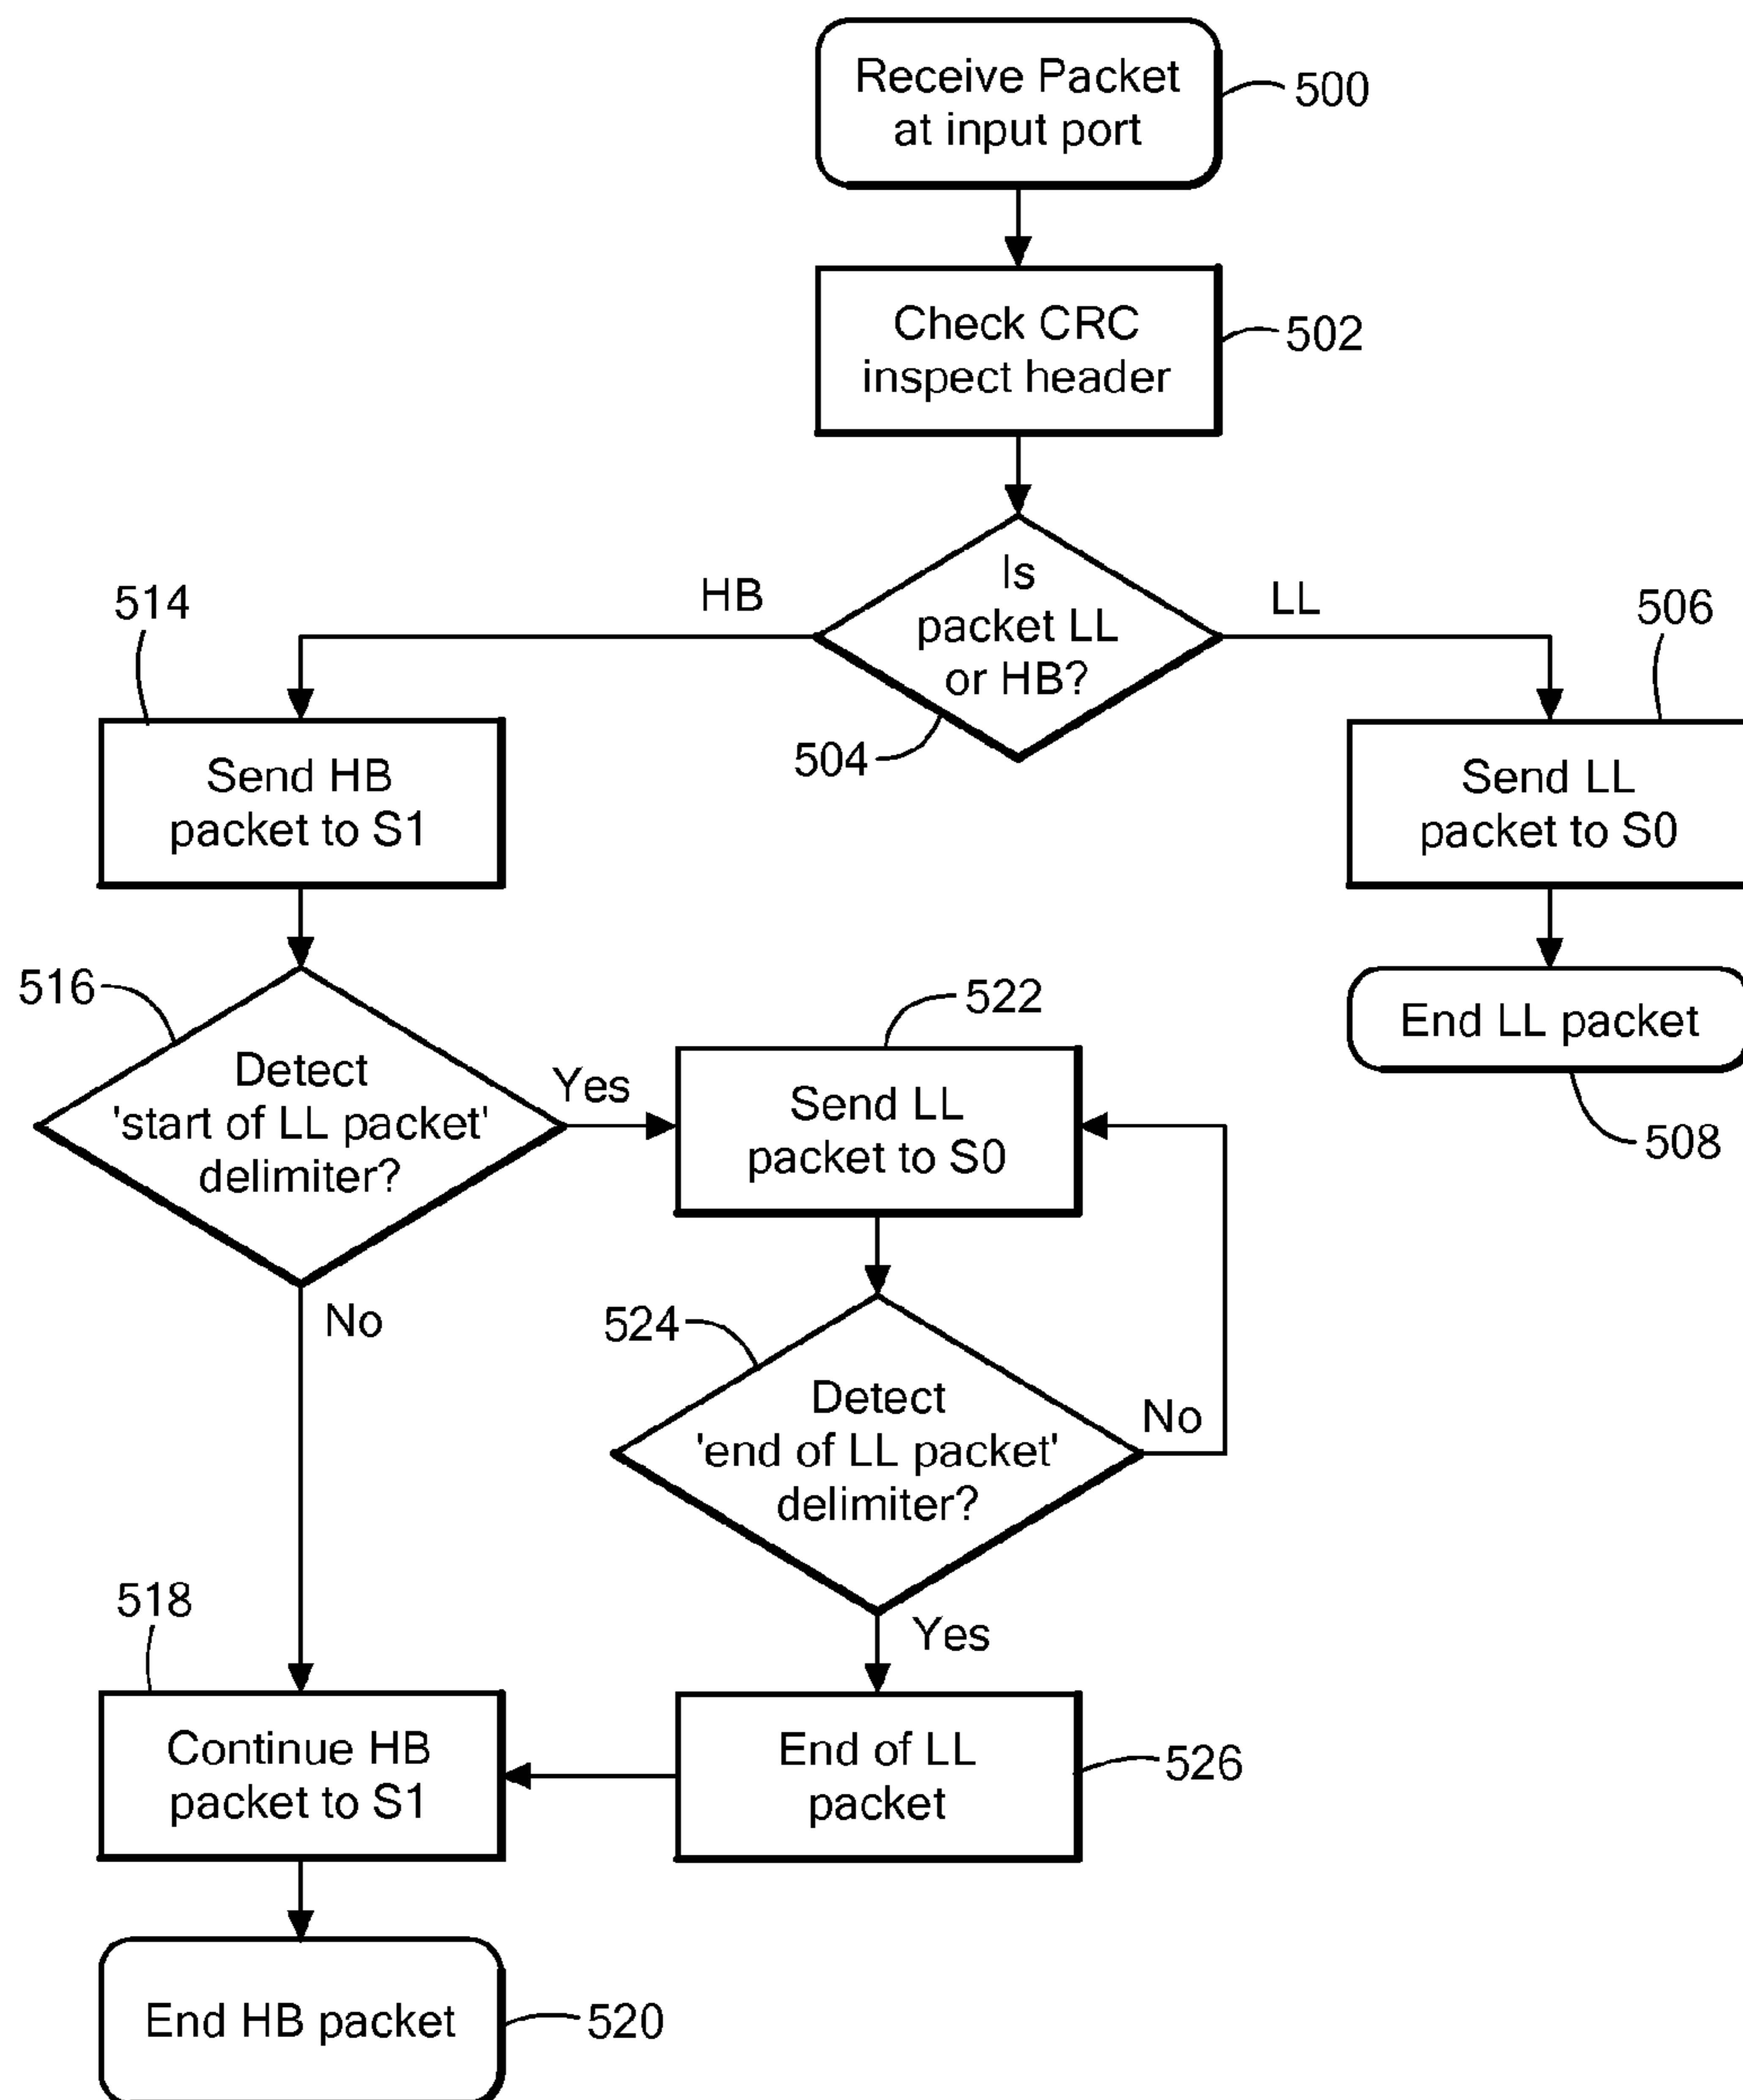 Receive Packet
at input port
500
Check CRC
inspect header
502
Is
packet LL
or HB?
504
HB
LL
514
506
Send HB
packet to S1
Send LL
packet to S0
End LL packet
508
516
Detect
'start of LL packet'
delimiter?
Yes
No
522
Send LL
packet to S0
524
Detect
'end of LL packet'
delimiter?
No
Yes
518
Continue HB
packet to S1
End of LL
packet
526
End HB packet
520